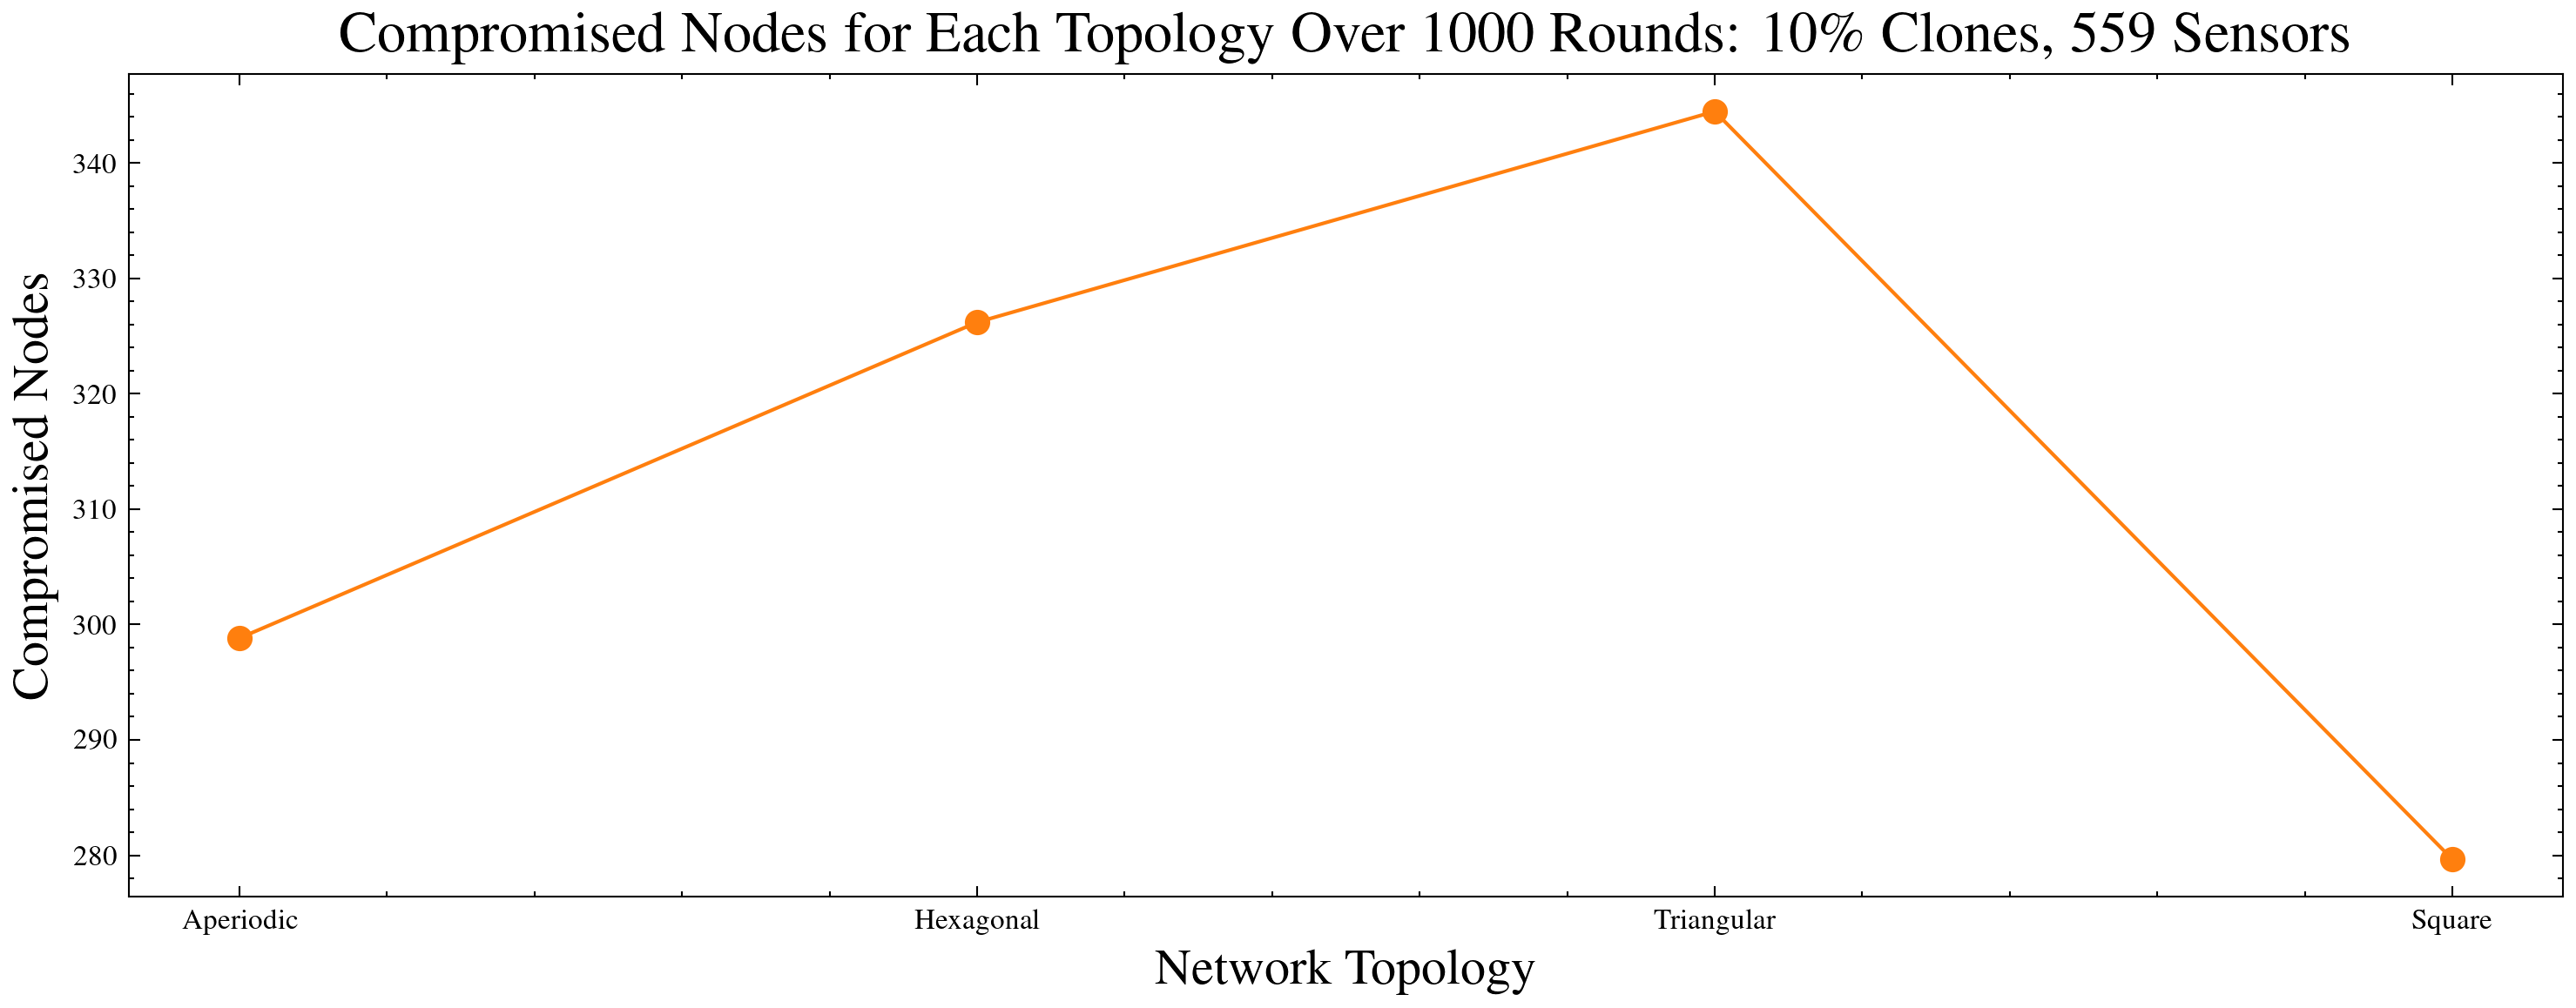 Compromised Nodes for Each Topology Over 1000 Rounds: 10% Clones, 559 Sensors
Compromised Nodes
340
330
320
310
300
290
280
Aperiodic
Hexagonal
Triangular
Square
Network Topology